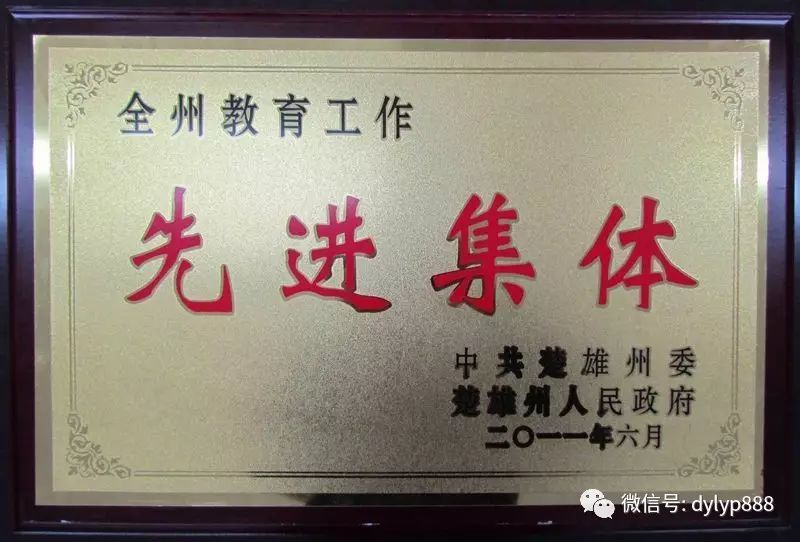 全州教育工作
先进集体
中共楚雄州委
楚雄州人民政府
二〇一一年六月
微信号: dylyp888